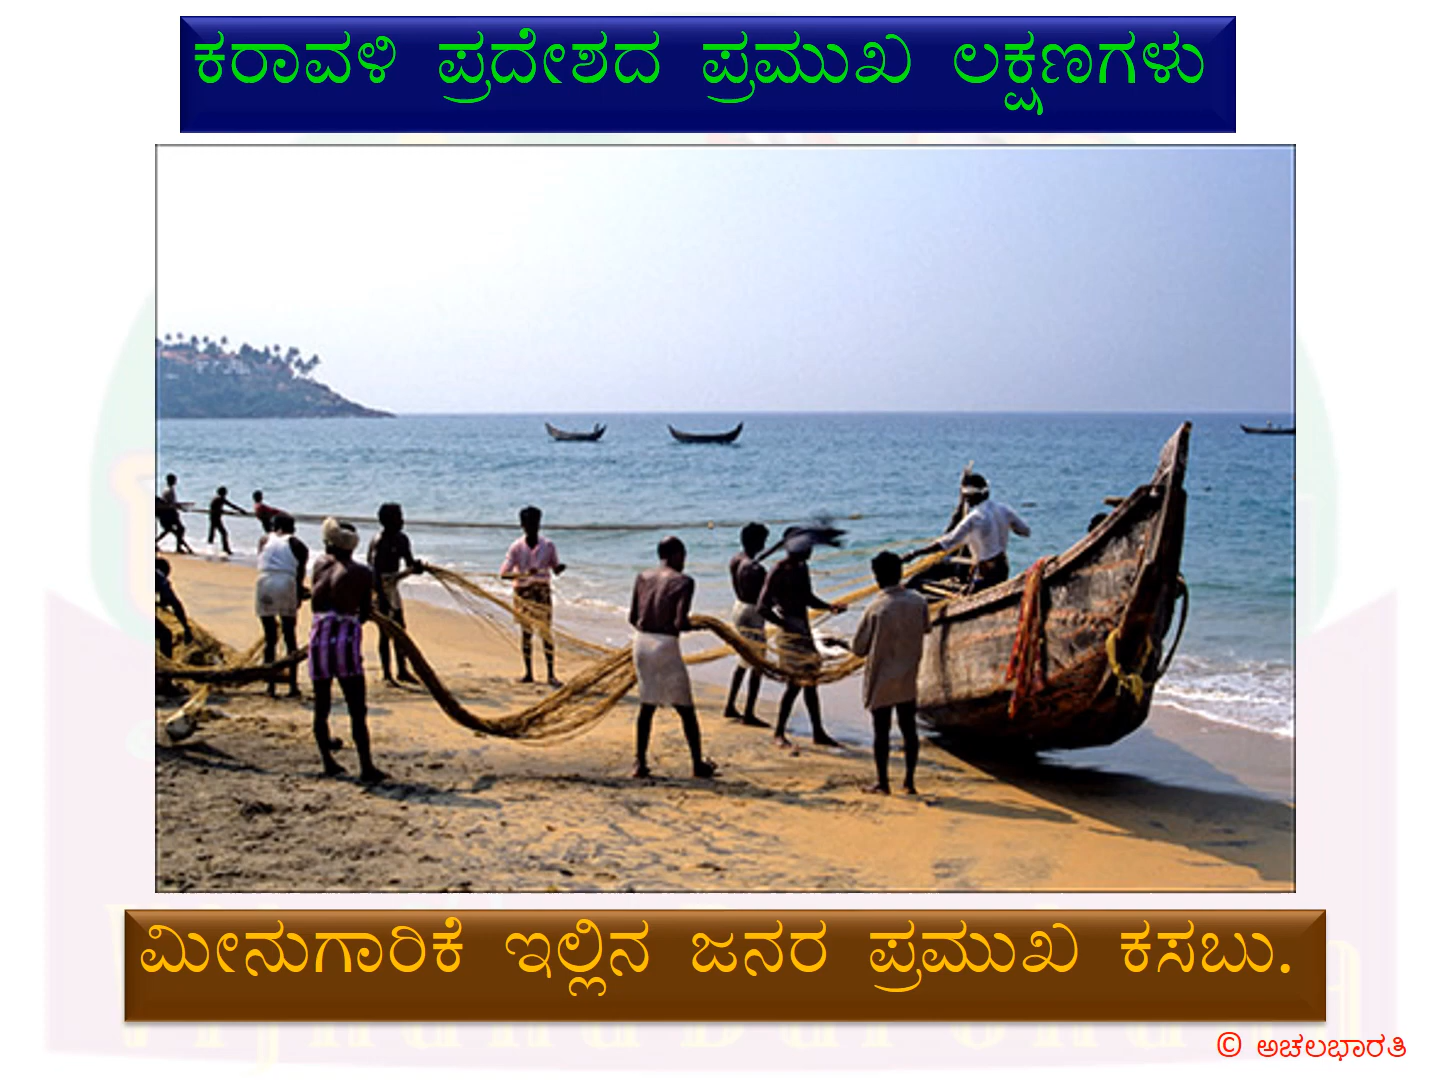 ಕರಾವಳಿ ಪ್ರದೇಶದ ಪ್ರಮುಖ ಲಕ್ಷಣಗಳು
ಮೀನುಗಾರಿಕೆ ಇಲ್ಲಿನ ಜನರ ಪ್ರಮುಖ ಕಸಬು.
© ಅಚಲಭಾರತಿ